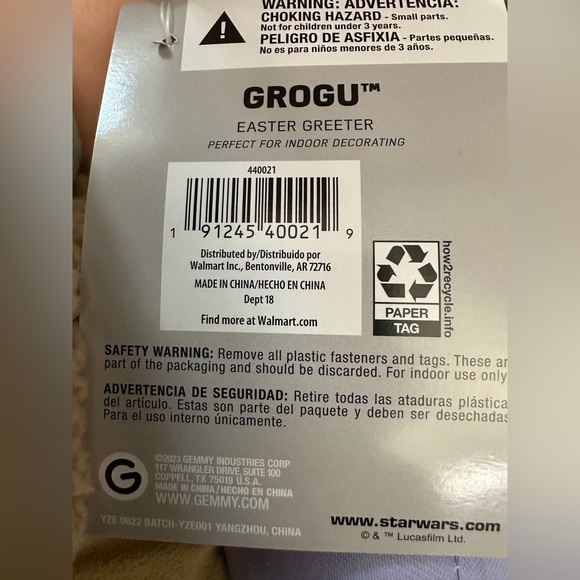 WARNING: ADVERTENCIA:
CHOKING HAZARD - Small parts.
Not for children under 3 years.
PELIGRO DE ASFIXIA - Partes pequeñas.
No es para niños menores de 3 años.
GROGU™
EASTER GREETER
PERFECT FOR INDOOR DECORATING
440021
1 91245 40021 9
Distributed by/Distribuido por
Walmart Inc., Bentonville, AR 72716
MADE IN CHINA/HECHO EN CHINA
Dept 18
Find more at Walmart.com
PAPER
TAG
how2recycle.info
SAFETY WARNING: Remove all plastic fasteners and tags. These ar
part of the packaging and should be discarded. For indoor use only
ADVERTENCIA DE SEGURIDAD: Retire todas las ataduras plástica
del artículo. Estas son parte del paquete y deben ser desechadas
Para el uso interno únicamente.
G
©2023 GEMMY INDUSTRIES CORP
117 WRANGLER DRIVE, SUITE 100
COPPELL, TX 75019 U.S.A.
MADE IN CHINA / HECHO EN CHINA
WWW.GEMMY.COM
YZE 0822 BATCH-YZE001 YANGZHOU, CHINA
www.starwars.com
© & ™ Lucasfilm Ltd.